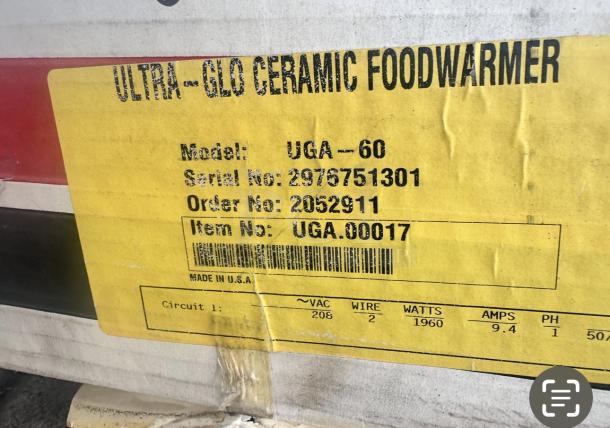 ULTRA-GLO CERAMIC FOODWARMER
Model: UGA-60
Serial No: 2976751301
Order No: 2052911
Item No: UGA.00017
MADE IN U.S.A
Circuit 1: ~VAC WIRE WATTS AMPS PH
208 2 1960 9.4 1 50/